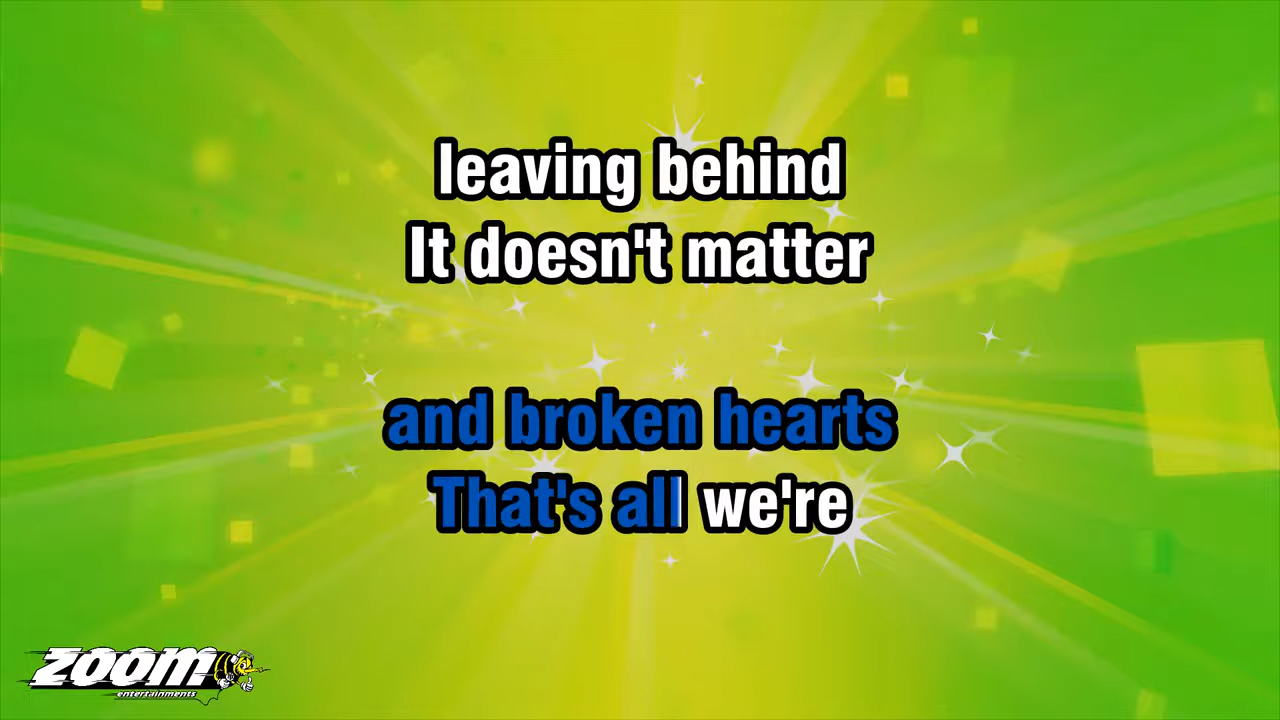 leaving behind
It doesn't matter
and broken hearts
That's all we're
ZOOM
entertainments